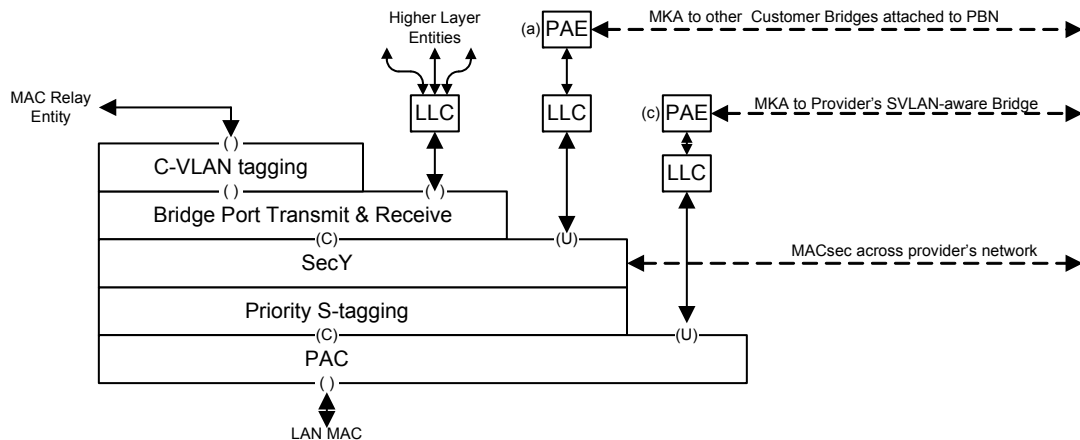 Higher Layer
Entities
(a) PAE
MKA to other Customer Bridges attached to PBN
MAC Relay
Entity
LLC
LLC
(c) PAE
MKA to Provider's SVLAN-aware Bridge
( )
C-VLAN tagging
LLC
( )
( )
Bridge Port Transmit & Receive
(C)
(U)
SecY
MACsec across provider's network
Priority S-tagging
(C)
(U)
PAC
( )
LAN MAC